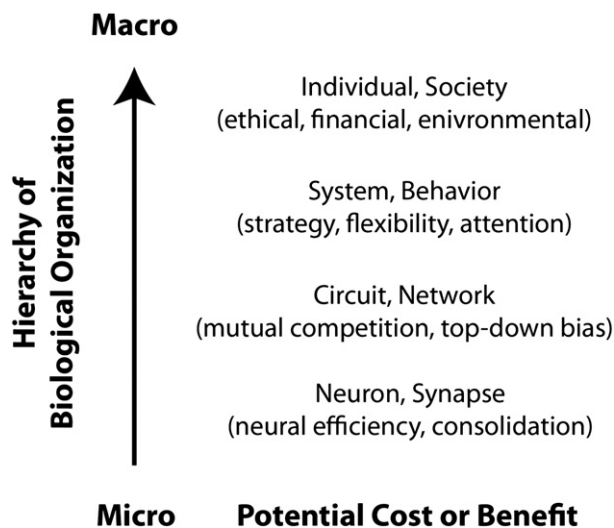 Macro
Hierarchy of
Biological Organization
Individual, Society
(ethical, financial, enivronmental)
System, Behavior
(strategy, flexibility, attention)
Circuit, Network
(mutual competition, top-down bias)
Neuron, Synapse
(neural efficiency, consolidation)
Micro
Potential Cost or Benefit